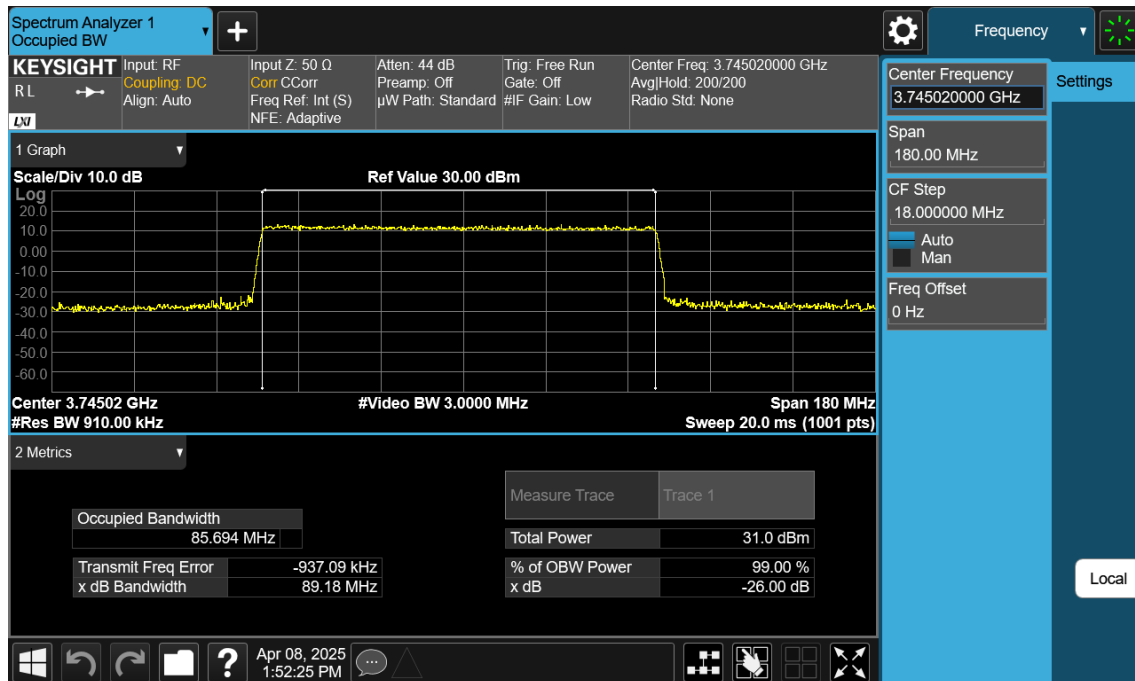 Spectrum Analyzer 1
Occupied BW
+
Frequency
KEYSIGHT
R L
LXI
Input: RF
Coupling: DC
Align: Auto
Input Z: 50 Ω
Corr CCorr
Freq Ref: Int (S)
NFE: Adaptive
Atten: 44 dB
Preamp: Off
µW Path: Standard
Trig: Free Run
Gate: Off
#IF Gain: Low
Center Freq: 3.745020000 GHz
Avg|Hold: 200/200
Radio Std: None
Center Frequency
3.745020000 GHz
Settings
Span
180.00 MHz
CF Step
18.000000 MHz
Auto
Man
Freq Offset
0 Hz
Local
1 Graph
Scale/Div 10.0 dB
Ref Value 30.00 dBm
Log
20.0
10.0
0.00
-10.0
-20.0
-30.0
-40.0
-50.0
-60.0
Center 3.74502 GHz
#Video BW 3.0000 MHz
Span 180 MHz
#Res BW 910.00 kHz
Sweep 20.0 ms (1001 pts)
2 Metrics
Measure Trace Trace 1
Occupied Bandwidth
85.694 MHz
Total Power 31.0 dBm
Transmit Freq Error -937.09 kHz
% of OBW Power 99.00 %
x dB Bandwidth 89.18 MHz
x dB -26.00 dB
?
Apr 08, 2025
1:52:25 PM